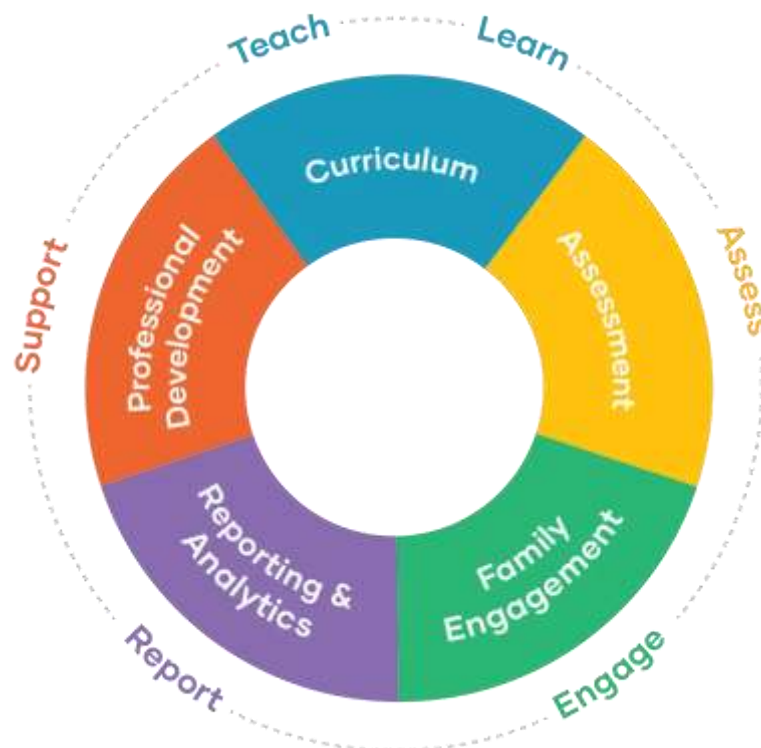 Teach
Learn
Curriculum
Assessment
Assess
Family
Engagement
Engage
Reporting &
Analytics
Report
Professional
Development
Support